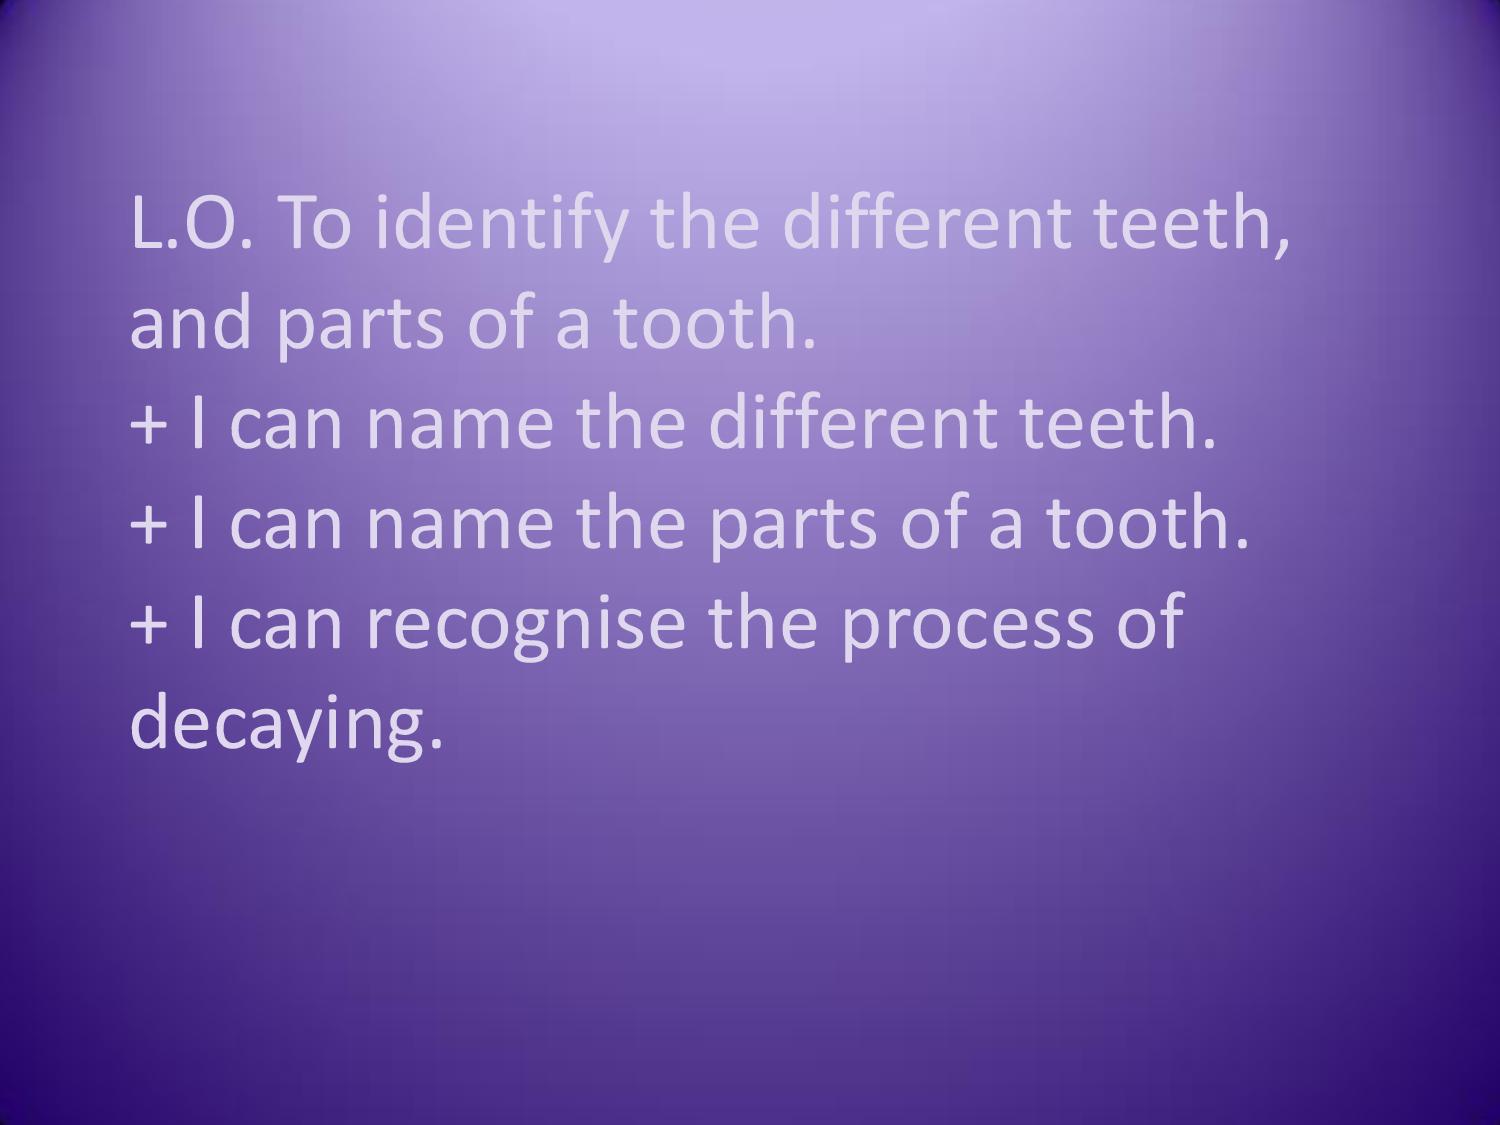 L.O. To identify the different teeth,
and parts of a tooth.
+ I can name the different teeth.
+ I can name the parts of a tooth.
+ I can recognise the process of
decaying.